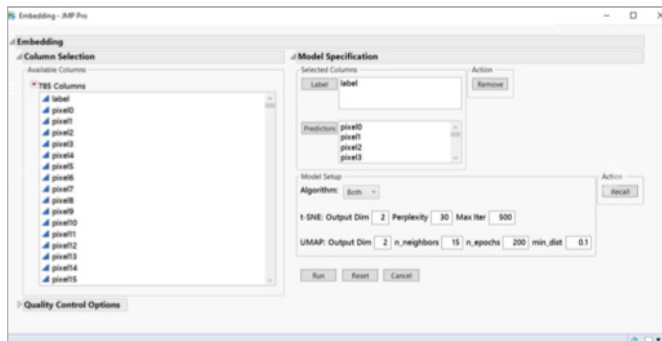 Embedding - JMP Pro
Embedding
Column Selection
Available Columns
785 Columns
label
pixel0
pixel1
pixel2
pixel3
pixel4
pixel5
pixel6
pixel7
pixel8
pixel9
pixel10
pixel11
pixel12
pixel13
pixel14
pixel15
Quality Control Options
Model Specification
Selected Columns
Label label
Predictors pixel0
pixel1
pixel2
pixel3
Action
Remove
Model Setup
Algorithm: Both
t-SNE: Output Dim 2 Perplexity 30 Max Iter 500
UMAP: Output Dim 2 n_neighbors 15 n_epochs 200 min_dist 0.1
Action
Recall
Run Reset Cancel